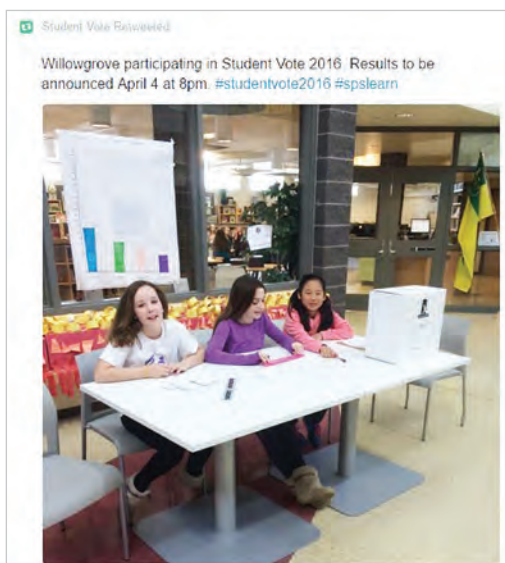 Student Vote Retweeted
Willowgrove participating in Student Vote 2016 Results to be
announced April 4 at 8pm. #studentvote2016 #spslearn